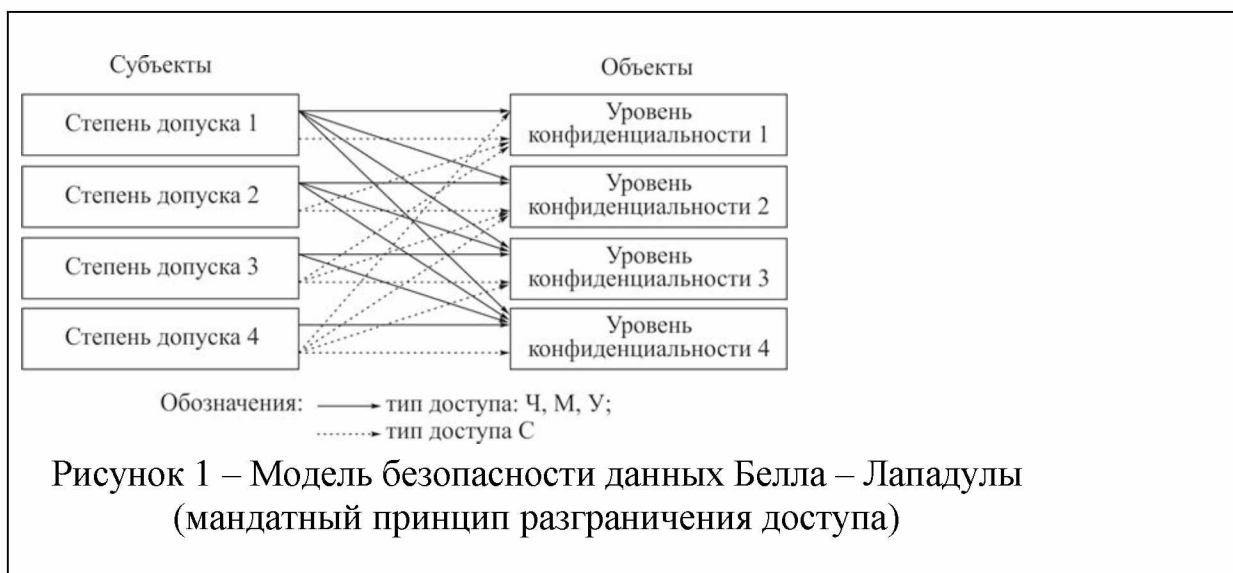 Субъекты
Объекты
Степень допуска 1
Уровень
конфиденциальности 1
Степень допуска 2
Уровень
конфиденциальности 2
Степень допуска 3
Уровень
конфиденциальности 3
Степень допуска 4
Уровень
конфиденциальности 4
Обозначения: тип доступа: Ч, М, У;
тип доступа С
Рисунок 1 – Модель безопасности данных Белла – Лападулы
(мандатный принцип разграничения доступа)